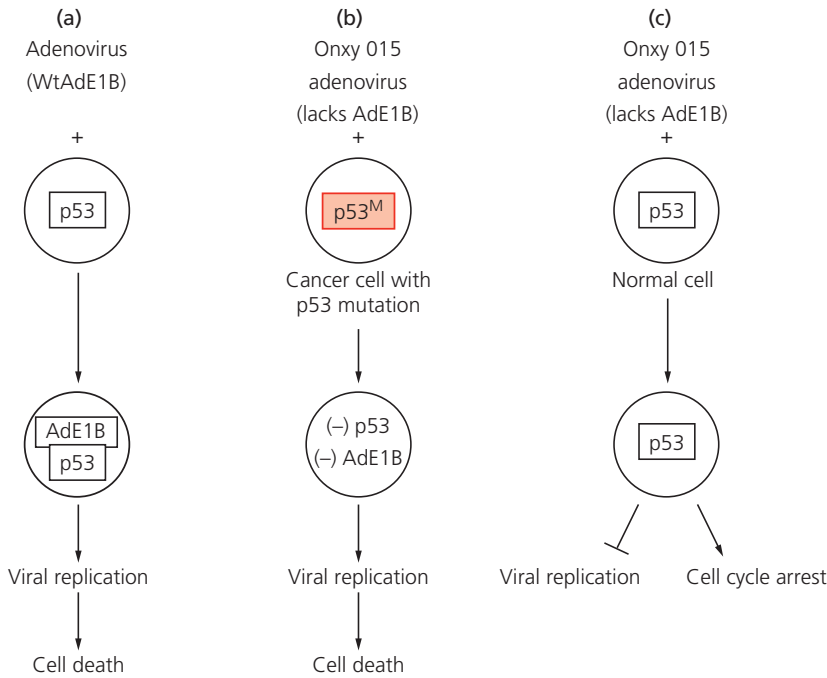 (a)
Adenovirus
(WtAdE1B)
+
p53
AdE1B
p53
Viral replication
Cell death
(b)
Onxy 015
adenovirus
(lacks AdE1B)
+
p53ᴹ
Cancer cell with
p53 mutation
(–) p53
(–) AdE1B
Viral replication
Cell death
(c)
Onxy 015
adenovirus
(lacks AdE1B)
+
p53
Normal cell
p53
Viral replication
Cell cycle arrest